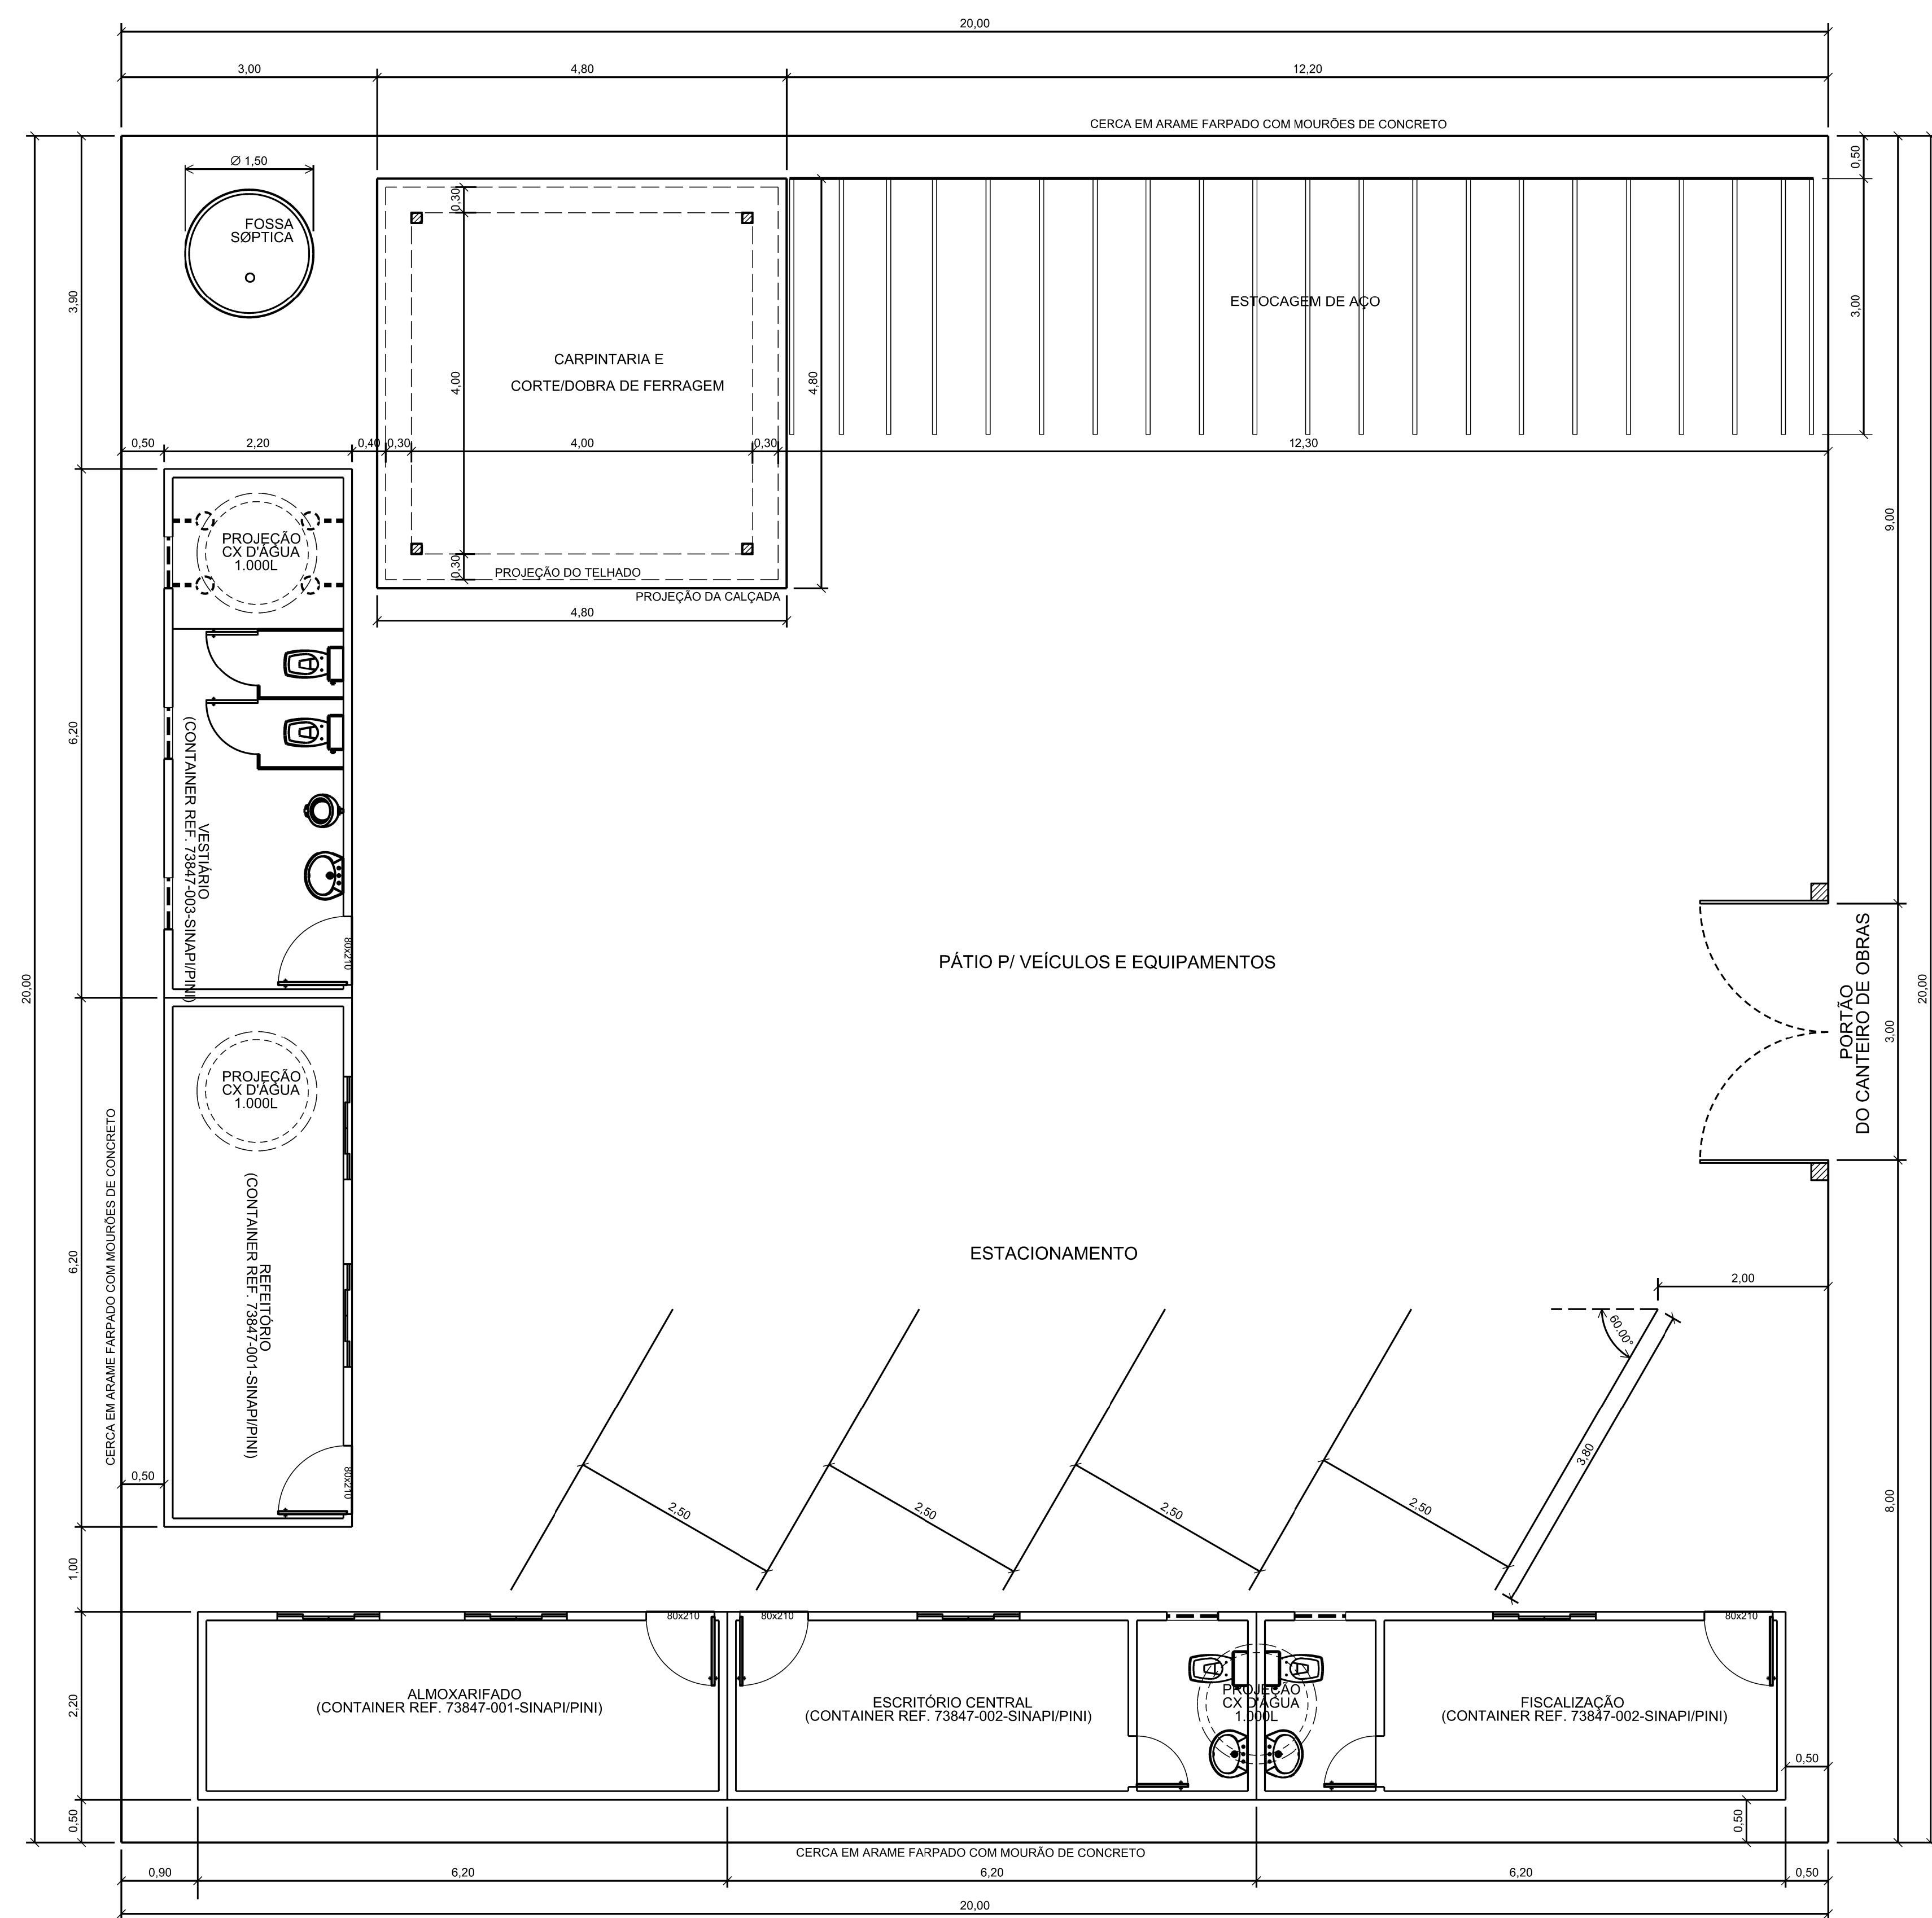 20,00
3,00
4,80
12,20
CERCA EM ARAME FARPADO COM MOURÕES DE CONCRETO
0,50
Ø 1,50
FOSSA
SØPTICA
0,30
3,90
ESTOCAGEM DE AÇO
3,00
CARPINTARIA E
CORTE/DOBRA DE FERRAGEM
4,00
4,80
0,50
2,20
0,40
0,30
4,00
0,30
12,30
9,00
PROJEÇÃO
CX D'ÁGUA
1.000L
0,30
PROJEÇÃO DO TELHADO
PROJEÇÃO DA CALÇADA
4,80
6,20
VESTIÁRIO
(CONTAINER REF. 73847-003-SINAPI/PINI)
80x210
PÁTIO P/ VEÍCULOS E EQUIPAMENTOS
PORTÃO
DO CANTEIRO DE OBRAS
3,00
20,00
20,00
PROJEÇÃO
CX D'ÁGUA
1.000L
CERCA EM ARAME FARPADO COM MOURÕES DE CONCRETO
6,20
REFEITÓRIO
(CONTAINER REF. 73847-001-SINAPI/PINI)
80x210
0,50
ESTACIONAMENTO
2,00
60.00°
3,80
2,50
2,50
2,50
2,50
8,00
1,00
80x210
80x210
80x210
2,20
ALMOXARIFADO
(CONTAINER REF. 73847-001-SINAPI/PINI)
ESCRITÓRIO CENTRAL
(CONTAINER REF. 73847-002-SINAPI/PINI)
PROJEÇÃO
CX D'ÁGUA
1.000L
FISCALIZAÇÃO
(CONTAINER REF. 73847-002-SINAPI/PINI)
0,50
0,50
0,50
CERCA EM ARAME FARPADO COM MOURÃO DE CONCRETO
0,90
6,20
6,20
6,20
0,50
20,00